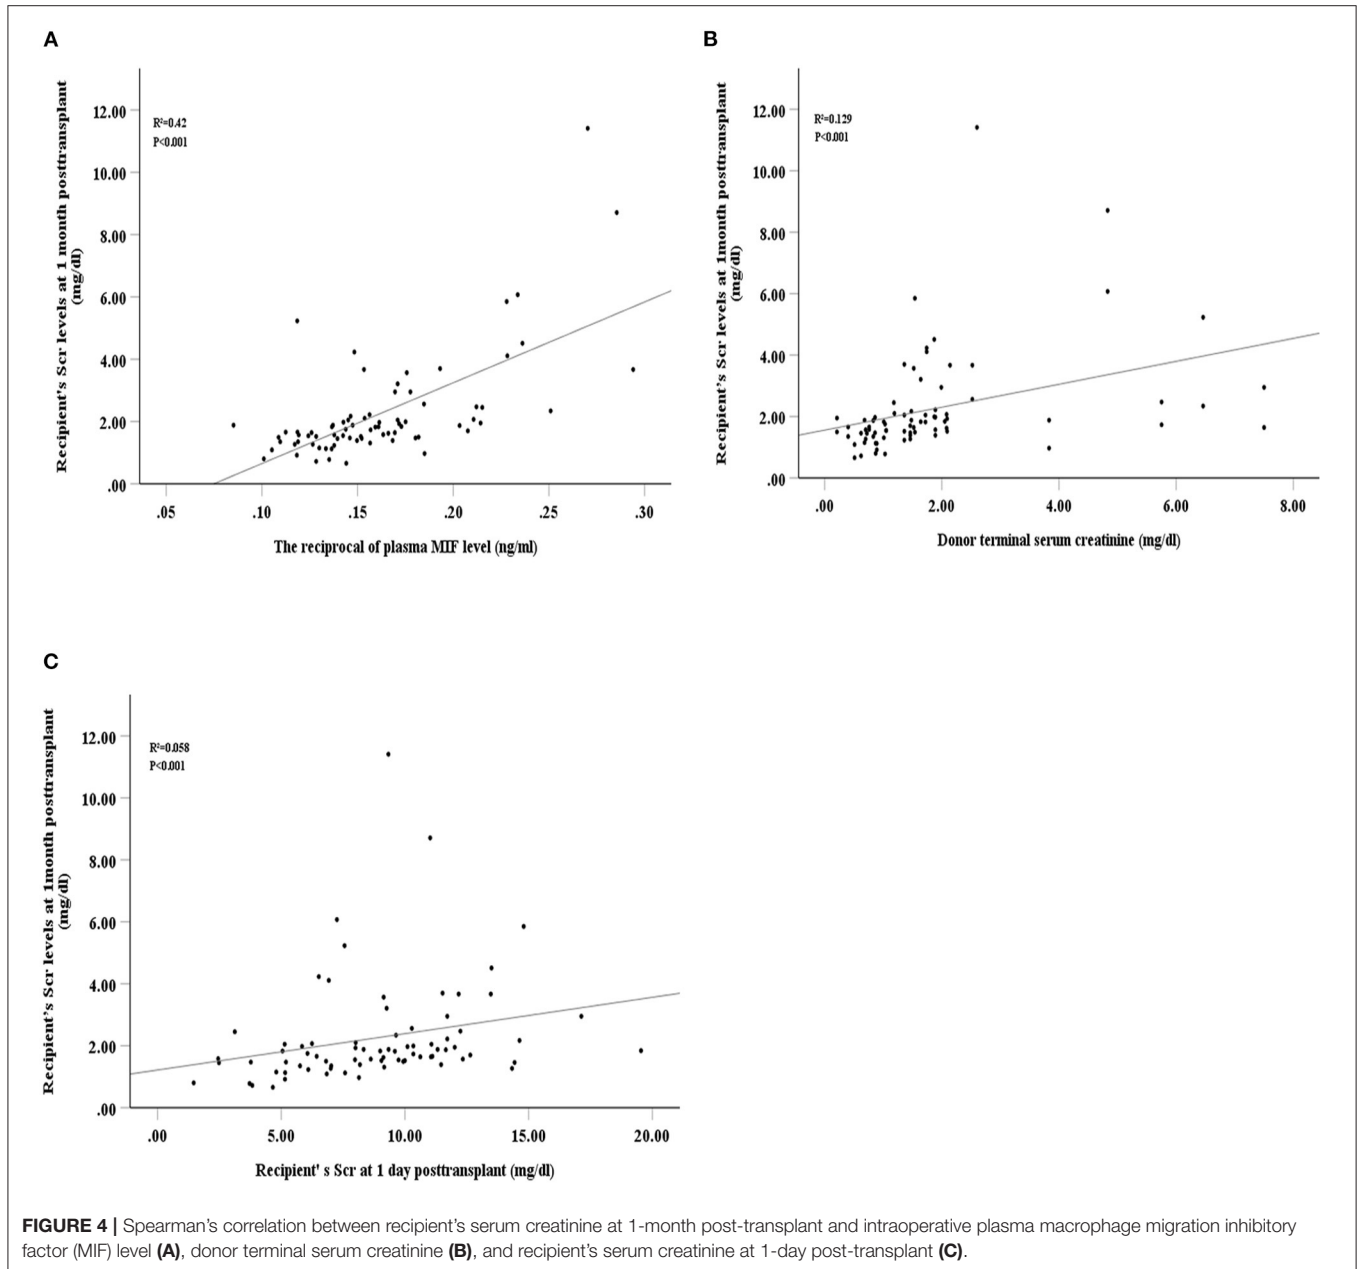 A
R²=0.42
P<0.001
Recipient's Scr levels at 1 month posttransplant
(mg/dl)
12.00
10.00
8.00
6.00
4.00
2.00
.00
.05 .10 .15 .20 .25 .30
The reciprocal of plasma MIF level (ng/ml)
B
R²=0.129
P<0.001
Recipient's Scr levels at 1month posttransplant
(mg/dl)
12.00
10.00
8.00
6.00
4.00
2.00
.00
.00 2.00 4.00 6.00 8.00
Donor terminal serum creatinine (mg/dl)
C
R²=0.058
P<0.001
Recipient's Scr levels at 1month posttransplant
(mg/dl)
12.00
10.00
8.00
6.00
4.00
2.00
.00
.00 5.00 10.00 15.00 20.00
Recipient' s Scr at 1 day posttransplant (mg/dl)
FIGURE 4 | Spearman's correlation between recipient's serum creatinine at 1-month post-transplant and intraoperative plasma macrophage migration inhibitory
factor (MIF) level (A), donor terminal serum creatinine (B), and recipient's serum creatinine at 1-day post-transplant (C).